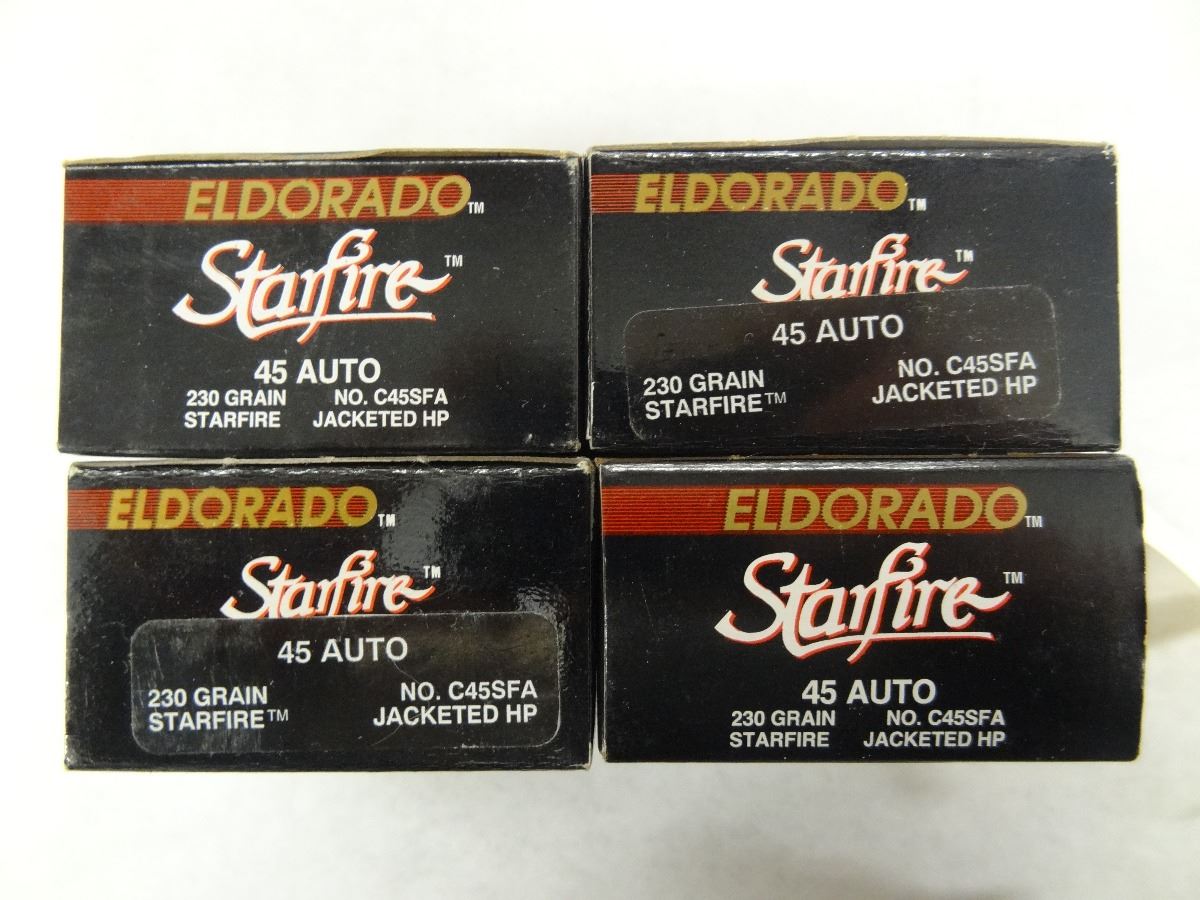 ELDORADO™
Starfire™
45 AUTO
230 GRAIN NO. C45SFA
STARFIRE JACKETED HP
ELDORADO™
Starfire™
45 AUTO
230 GRAIN NO. C45SFA
STARFIRE™ JACKETED HP
ELDORADO™
Starfire™
45 AUTO
230 GRAIN NO. C45SFA
STARFIRE™ JACKETED HP
ELDORADO™
Starfire™
45 AUTO
230 GRAIN NO. C45SFA
STARFIRE JACKETED HP